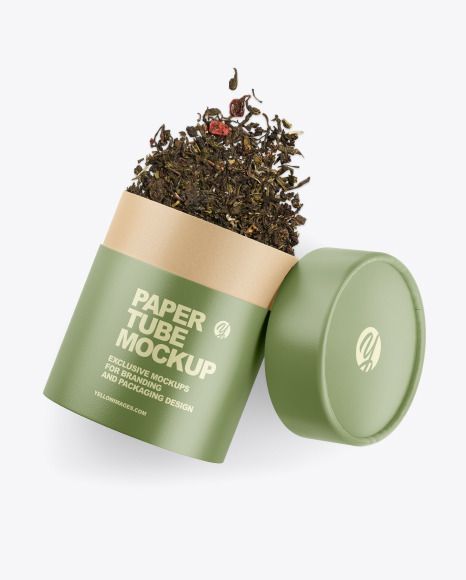 PAPER
TUBE
MOCKUP
EXCLUSIVE MOCKUPS
FOR BRANDING
AND PACKAGING DESIGN
YELLOWIMAGES.COM